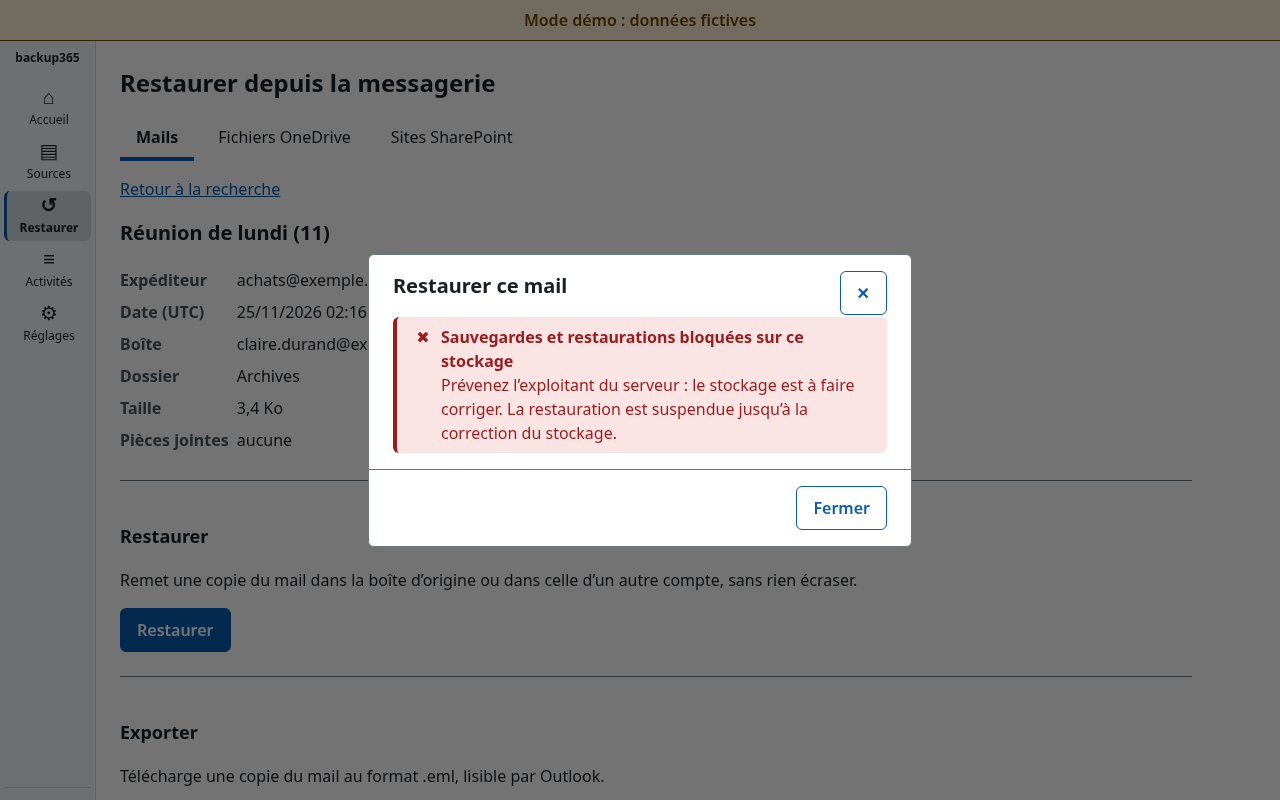 Mode démo : données fictives
backup365
Accueil
Sources
Restaurer
Activités
Réglages
Restaurer depuis la messagerie
Mails
Fichiers OneDrive
Sites SharePoint
Retour à la recherche
Réunion de lundi (11)
Expéditeur achats@exemple.
Date (UTC) 25/11/2026 02:16
Boîte claire.durand@ex
Dossier Archives
Taille 3,4 Ko
Pièces jointes aucune
Restaurer ce mail
Sauvegardes et restaurations bloquées sur ce
stockage
Prévenez l’exploitant du serveur : le stockage est à faire
corriger. La restauration est suspendue jusqu’à la
correction du stockage.
Fermer
Restaurer
Remet une copie du mail dans la boîte d’origine ou dans celle d’un autre compte, sans rien écraser.
Restaurer
Exporter
Télécharge une copie du mail au format .eml, lisible par Outlook.